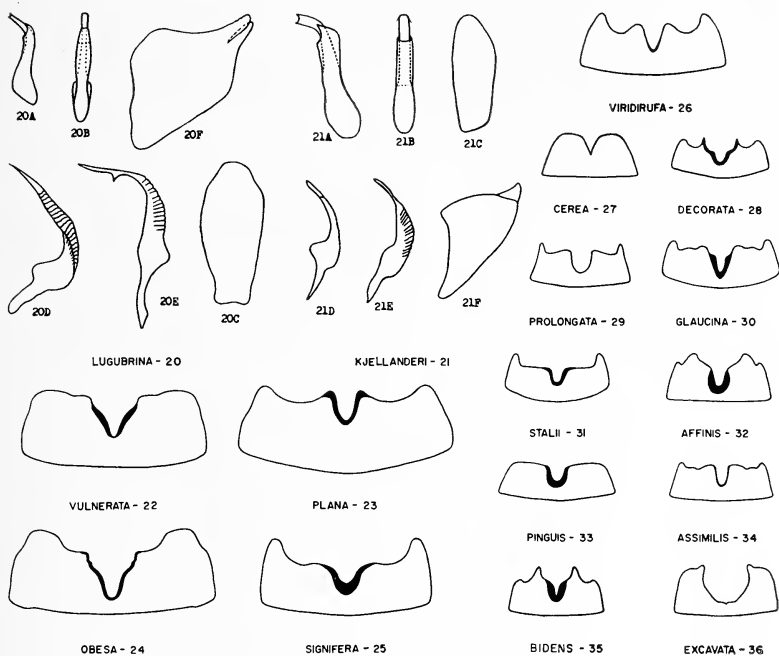 20A
20B
20F
21A
21B
21C
VIRIDIRUFA - 26
CEREA - 27
DECORATA - 28
20D
20E
20C
21D
21E
21F
PROLONGATA - 29
GLAUCINA - 30
LUGUBRINA - 20
KJELLANDERI - 21
STALII - 31
AFFINIS - 32
VULNERATA - 22
PLANA - 23
PINGUIS - 33
ASSIMILIS - 34
OBESA - 24
SIGNIFERA - 25
BIDENS - 35
EXCAVATA - 36